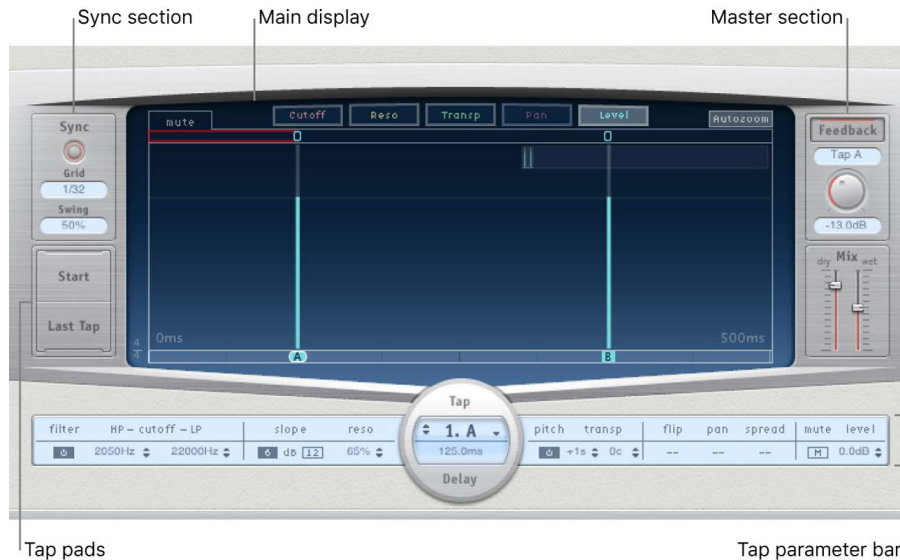 Sync section
Main display
Master section
mute
Cutoff
Reso
Transp
Pan
Level
Autozoom
Sync
Grid
1/32
Swing
50%
Feedback
Tap A
-13.0dB
Start
Last Tap
dry Mix wet
4
4
0ms
500ms
A
B
Tap
filter HP – cutoff – LP slope reso
1. A
pitch transp flip pan spread mute level
2050Hz 22000Hz 6 dB 12 65%
125.0ms
+1s 0c -- -- -- M 0.0dB
Delay
Tap pads
Tap parameter bar